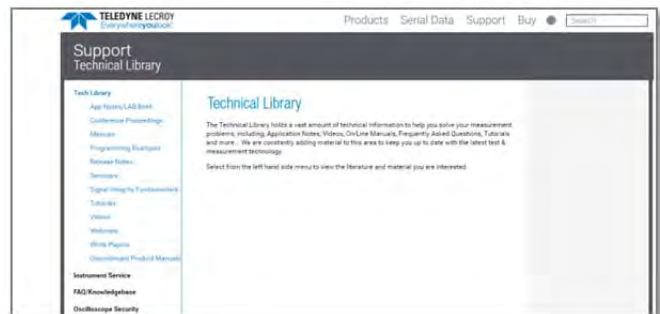 TELEDYNE LECROY
Everywhereyoulook
Products Serial Data Support Buy Search
Support
Technical Library
Tech Library
App Notes/LAB Briefs
Conference Proceedings
Manuals
Programming Examples
Release Notes
Seminars
Signal Integrity Fundamentals
Tutorials
Videos
Webinars
White Papers
Discontinued Product Manuals
Instrument Service
FAQ/Knowledgebase
Oscilloscope Security
Technical Library
The Technical Library holds a vast amount of technical information to help you solve your measurement
problems, including, Application Notes, Videos, On-Line Manuals, Frequently Asked Questions, Tutorials
and more... We are constantly adding material to this area to keep you up to date with the latest test &
measurement technology.
Select from the left hand side menu to view the literature and material you are interested